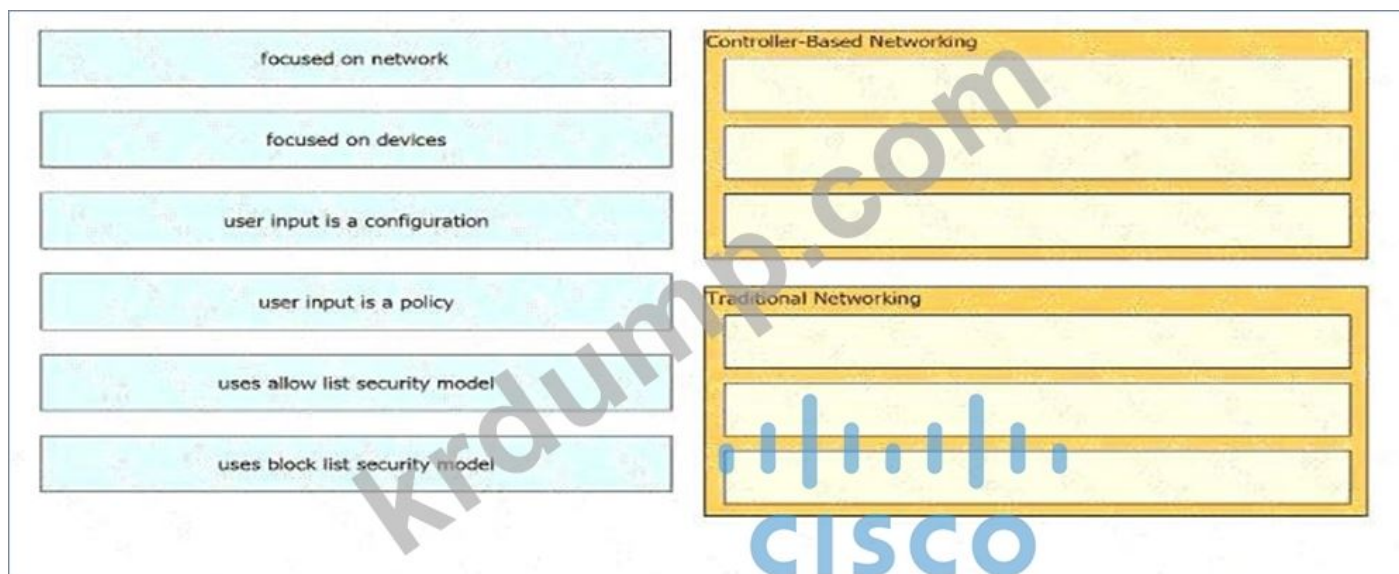 focused on network
focused on devices
user input is a configuration
user input is a policy
uses allow list security model
uses block list security model
Controller-Based Networking
Traditional Networking
krdump.com
CISCO